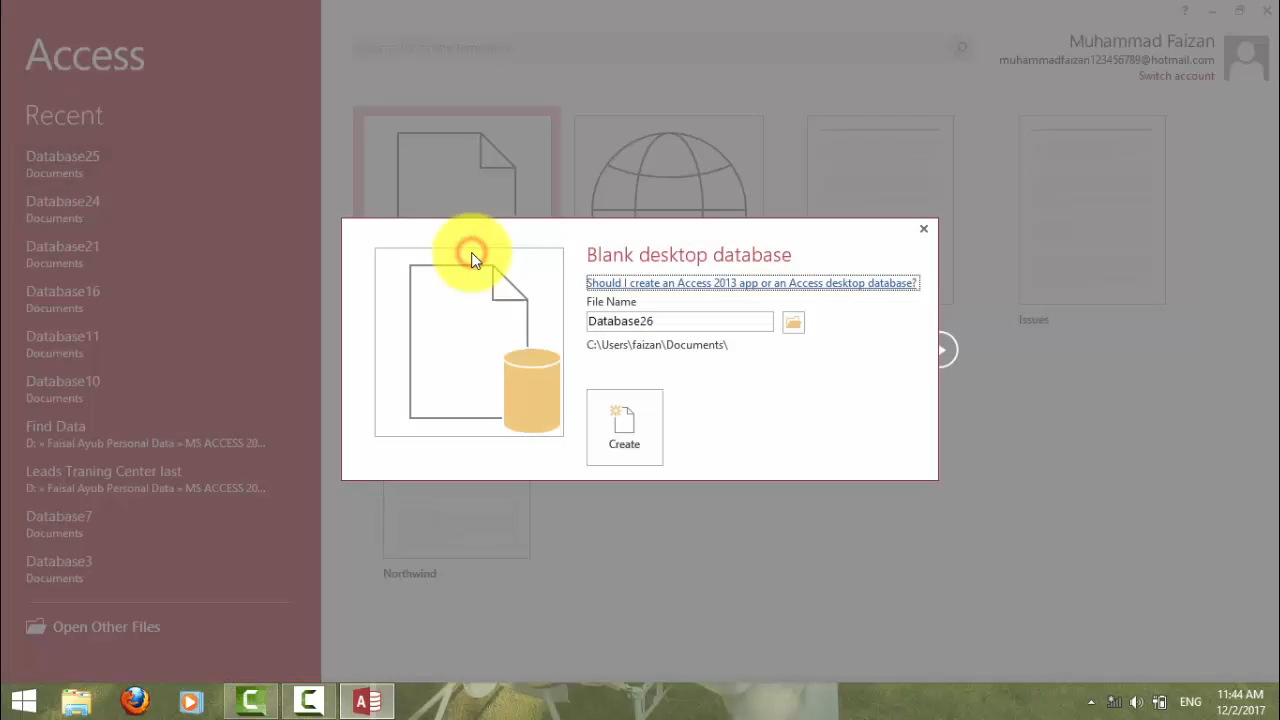 Access
Recent
Database25
Documents
Database24
Documents
Database21
Documents
Database16
Documents
Database11
Documents
Database10
Documents
Find Data
D: » Faisal Ayub Personal Data » MS ACCESS 20...
Leads Traning Center last
D: » Faisal Ayub Personal Data » MS ACCESS 20...
Database7
Documents
Database3
Documents
Open Other Files
?
Muhammad Faizan
muhammadfaizan123456789@hotmail.com
Switch account
Blank desktop database
Should I create an Access 2013 app or an Access desktop database?
File Name
Database26
C:\Users\faizan\Documents\
Create
Issues
Northwind
ENG
11:44 AM
12/2/2017